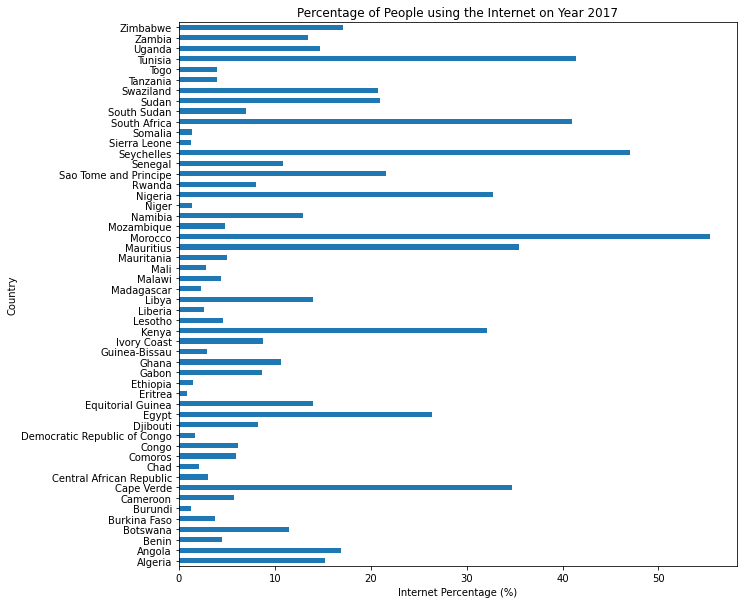 Percentage of People using the Internet on Year 2017
Country
Zimbabwe
Zambia
Uganda
Tunisia
Togo
Tanzania
Swaziland
Sudan
South Sudan
South Africa
Somalia
Sierra Leone
Seychelles
Senegal
Sao Tome and Principe
Rwanda
Nigeria
Niger
Namibia
Mozambique
Morocco
Mauritius
Mauritania
Mali
Malawi
Madagascar
Libya
Liberia
Lesotho
Kenya
Ivory Coast
Guinea-Bissau
Ghana
Gabon
Ethiopia
Eritrea
Equitorial Guinea
Egypt
Djibouti
Democratic Republic of Congo
Congo
Comoros
Chad
Central African Republic
Cape Verde
Cameroon
Burundi
Burkina Faso
Botswana
Benin
Angola
Algeria
0 10 20 30 40 50
Internet Percentage (%)